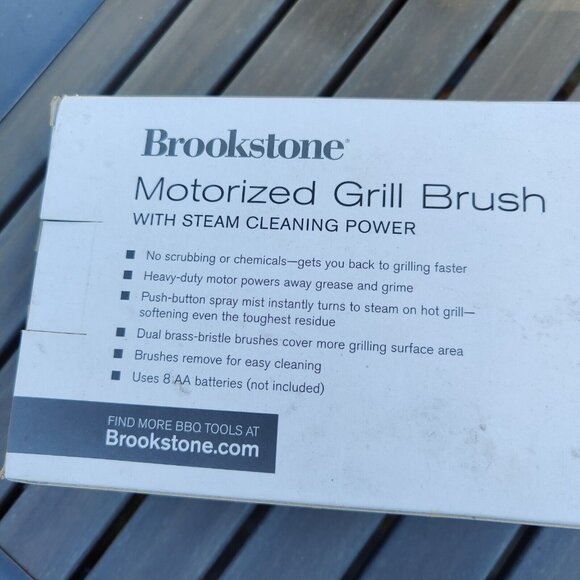 Brookstone®
Motorized Grill Brush
WITH STEAM CLEANING POWER
■ No scrubbing or chemicals—gets you back to grilling faster
■ Heavy-duty motor powers away grease and grime
■ Push-button spray mist instantly turns to steam on hot grill—
softening even the toughest residue
■ Dual brass-bristle brushes cover more grilling surface area
■ Brushes remove for easy cleaning
■ Uses 8 AA batteries (not included)
FIND MORE BBQ TOOLS AT
Brookstone.com